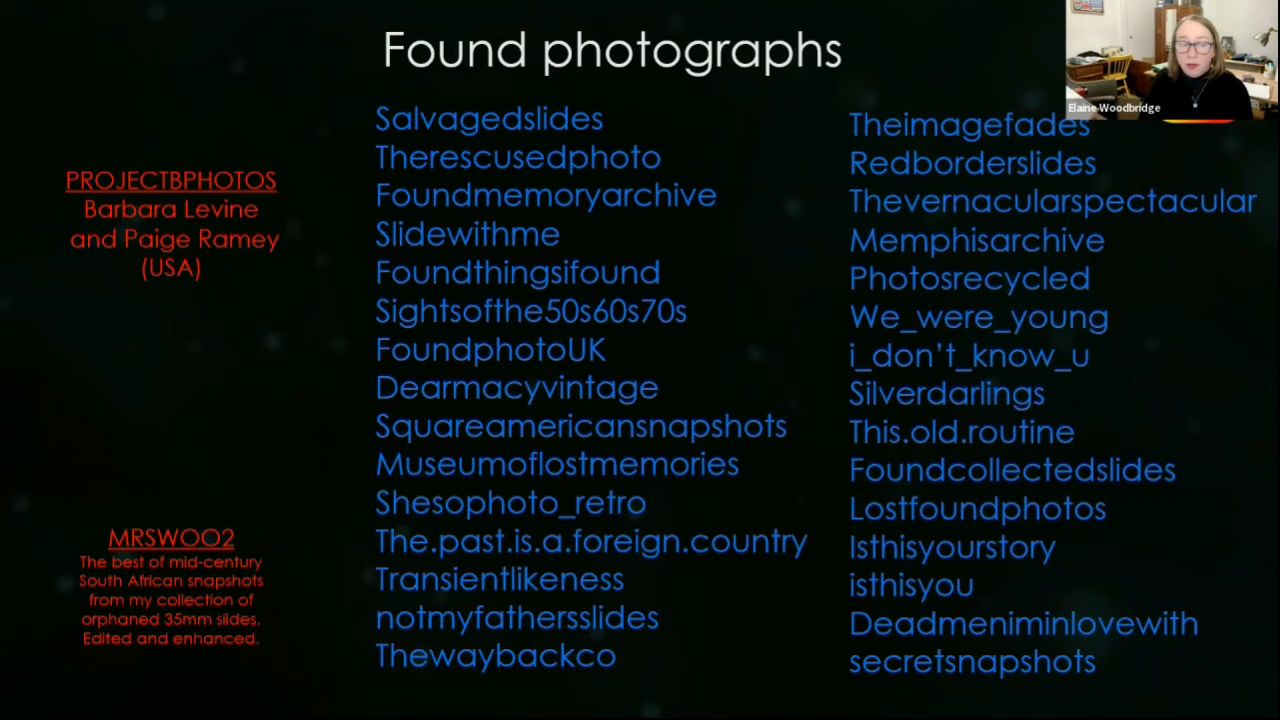 Found photographs
Elaine Woodbridge
PROJECTBPHOTOS
Barbara Levine
and Paige Ramey
(USA)
MRSWOO2
The best of mid-century
South African snapshots
from my collection of
orphaned 35mm slides.
Edited and enhanced.
Salvagedslides
Therescusedphoto
Foundmemoryarchive
Slidewithme
Foundthingsifound
Sightsofthe50s60s70s
FoundphotoUK
Dearmacyvintage
Squareamericansnapshots
Museumoflostmemories
Shesophoto_retro
The.past.is.a.foreign.country
Transientlikeness
notmyfathersslides
Thewaybackco
Theimagefades
Redborderslides
Thevernacularspectacular
Memphisarchive
Photosrecycled
We_were_young
i_don’t_know_u
Silverdarlings
This.old.routine
Foundcollectedslides
Lostfoundphotos
Isthisyourstory
isthisyou
Deadmeniminlovewith
secretsnapshots